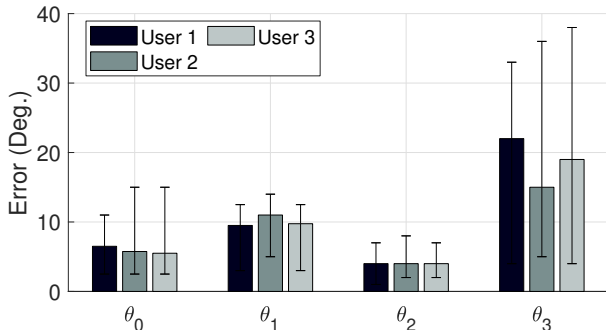 40
30
20
10
0
Error (Deg.)
User 1
User 3
User 2
θ0
θ1
θ2
θ3